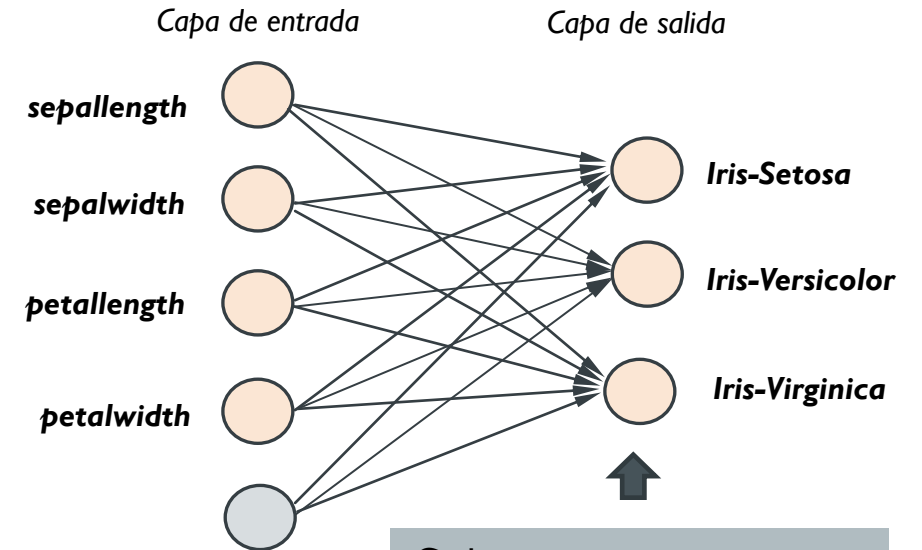 Capa de entrada
Capa de salida
sepallength
sepalwidth
petallength
petalwidth
Iris-Setosa
Iris-Versicolor
Iris-Virginica